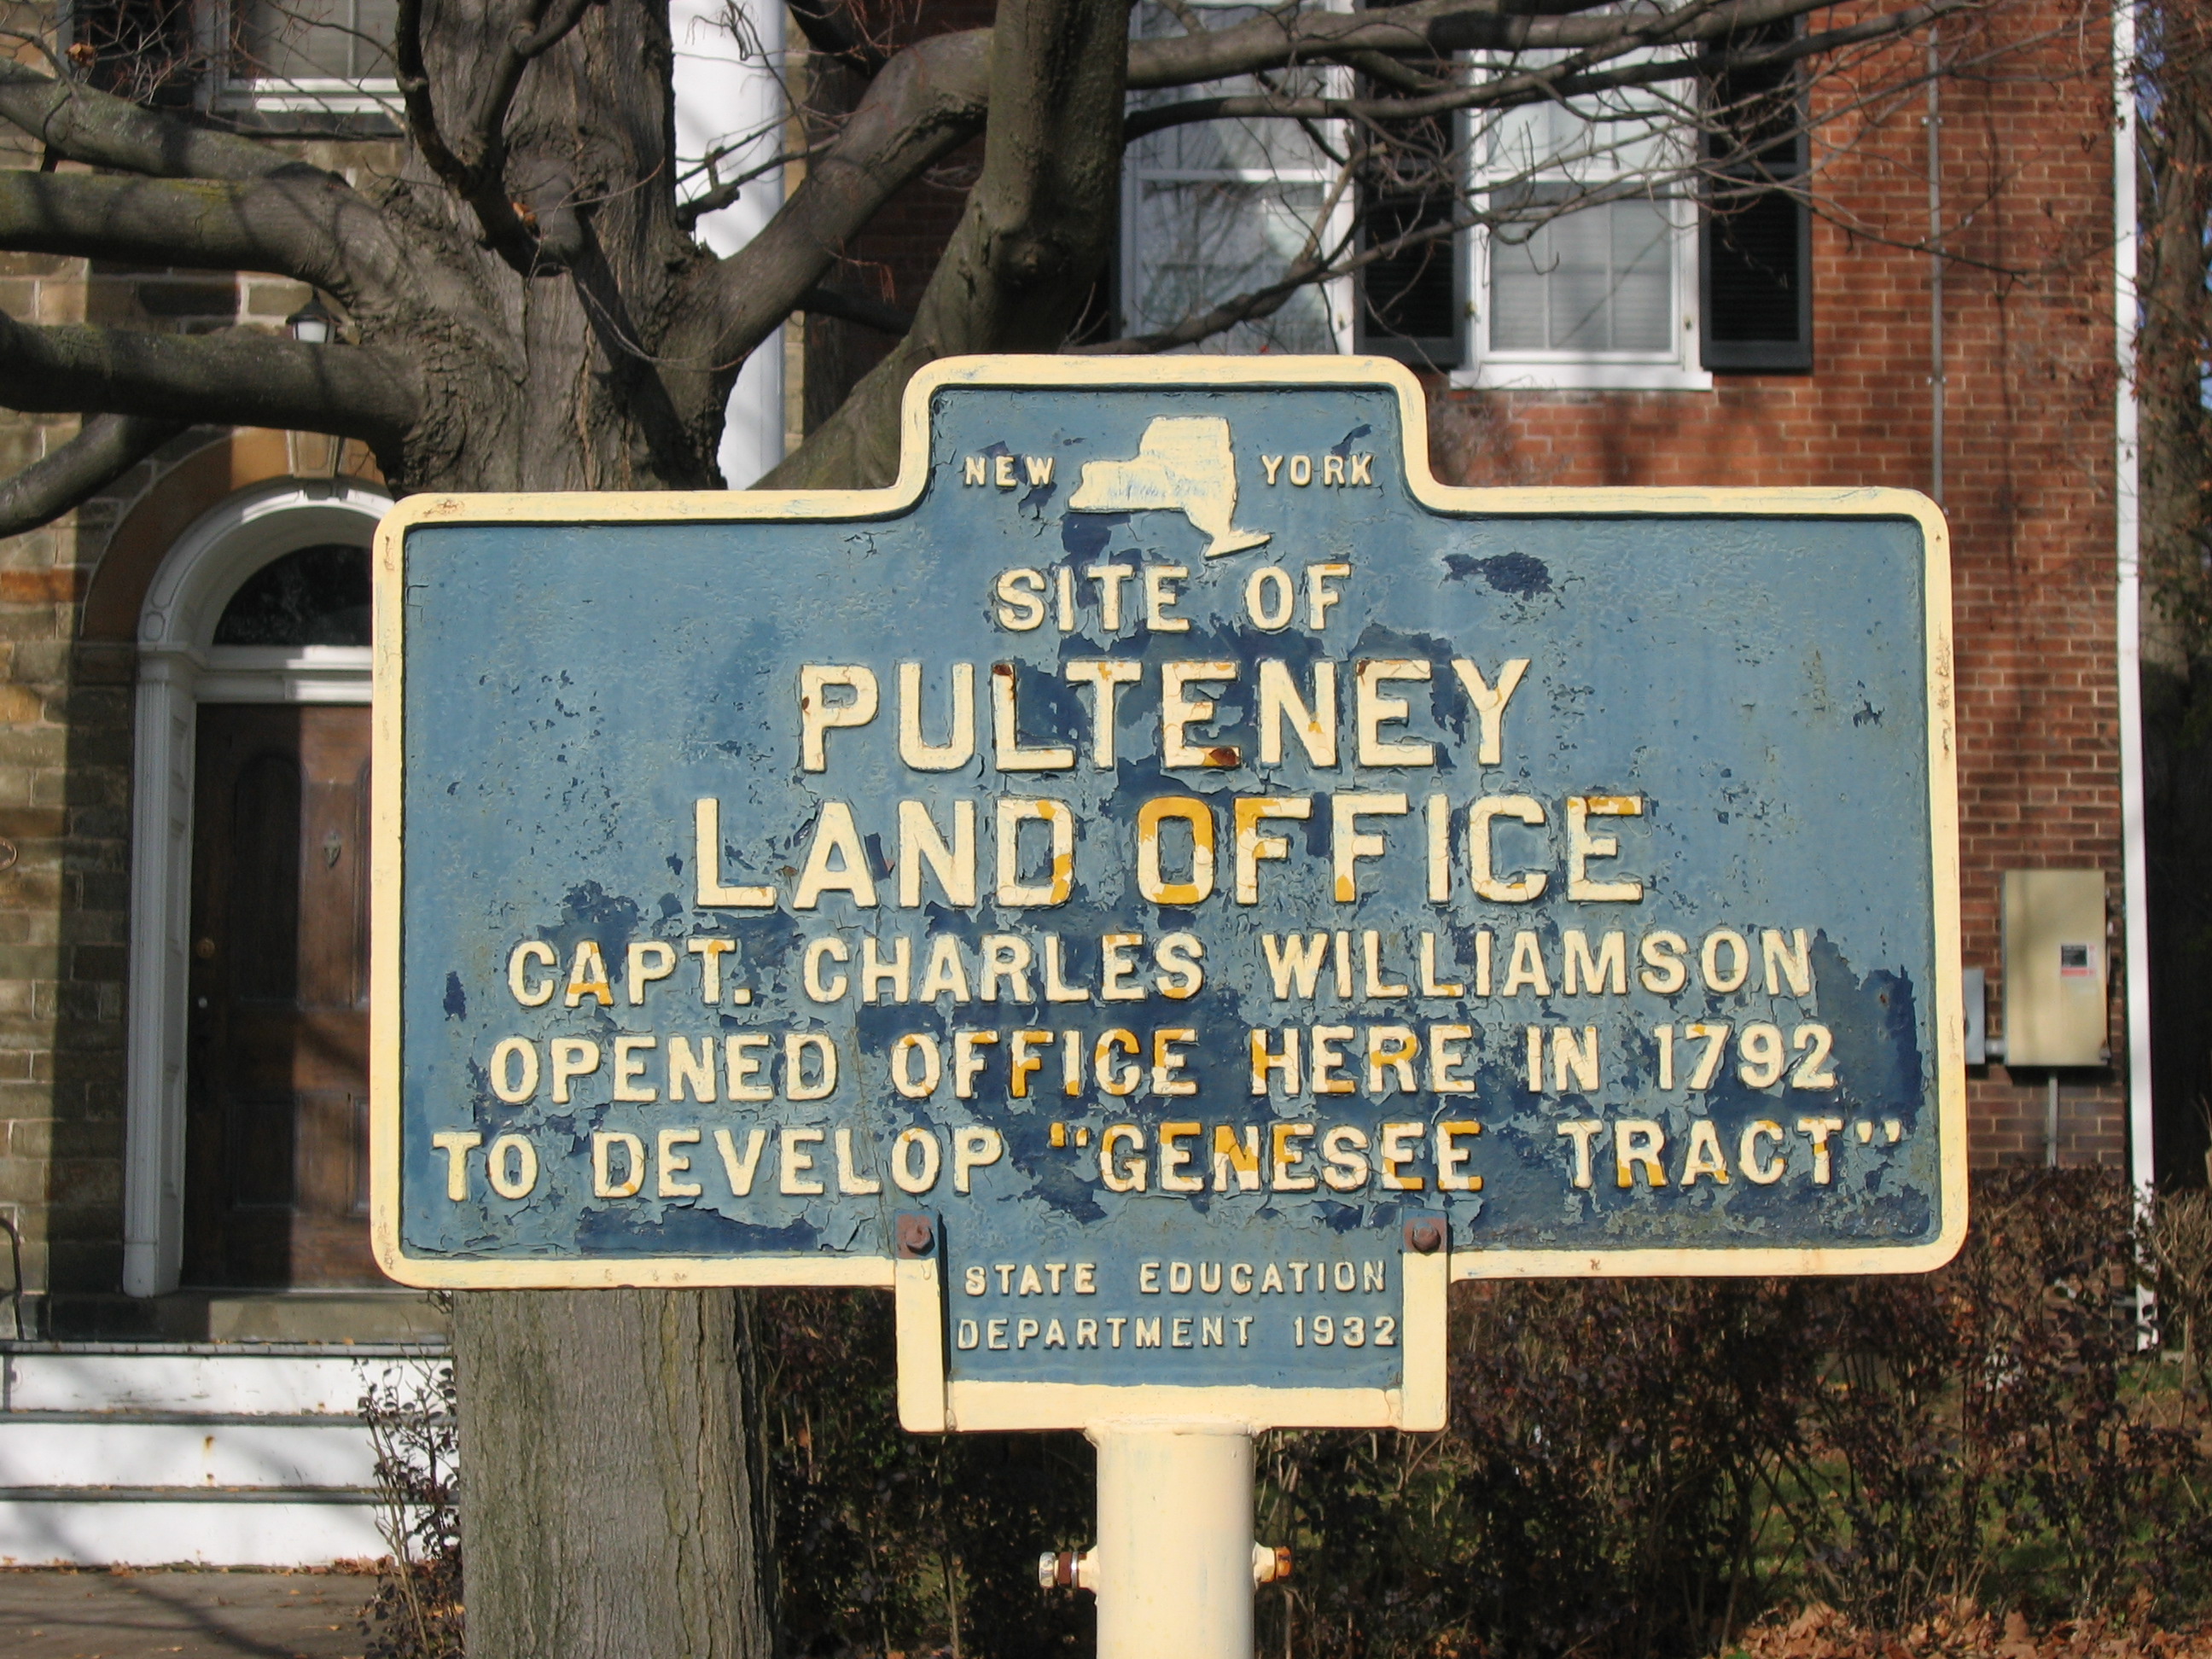 NEW YORK
SITE OF
PULTENEY
LAND OFFICE
CAPT. CHARLES WILLIAMSON
OPENED OFFICE HERE IN 1792
TO DEVELOP "GENESEE TRACT"
STATE EDUCATION
DEPARTMENT 1932